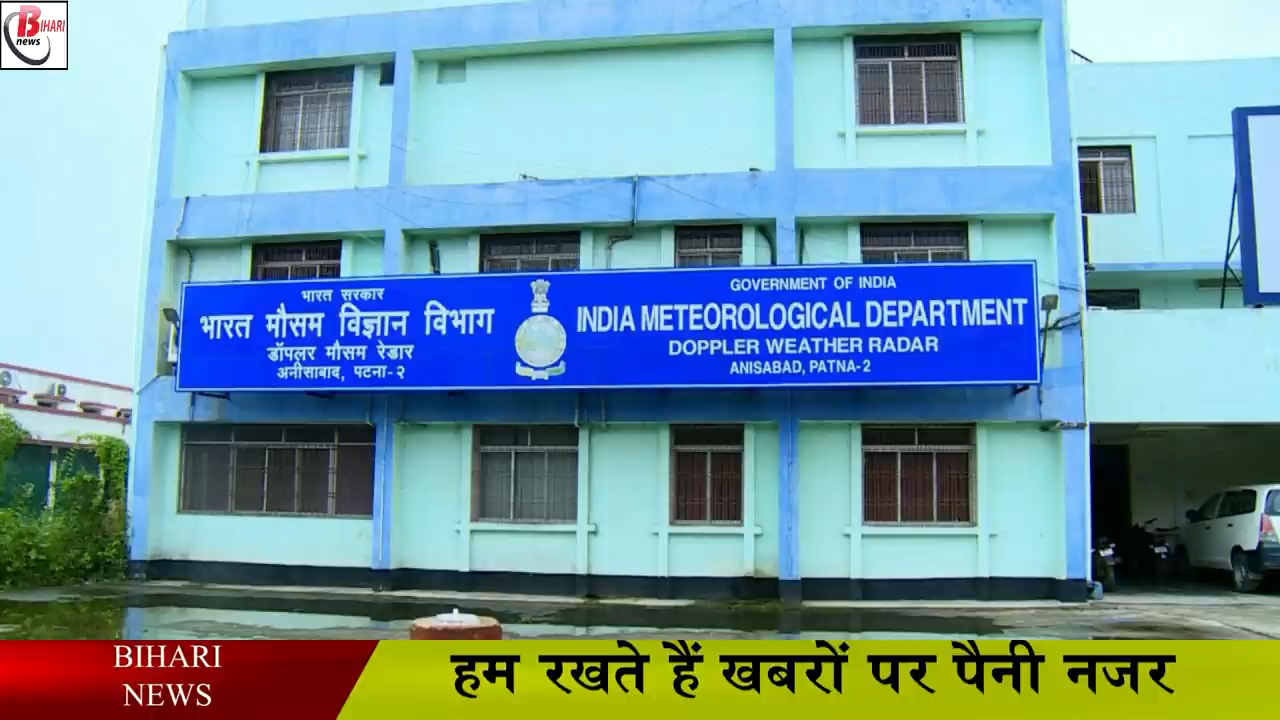 BIHARI
news
भारत सरकार
भारत मौसम विज्ञान विभाग
डॉपलर मौसम रेडार
अनीसाबाद, पटना-२
GOVERNMENT OF INDIA
INDIA METEOROLOGICAL DEPARTMENT
DOPPLER WEATHER RADAR
ANISABAD, PATNA-2
BIHARI
NEWS
हम रखते हैं खबरों पर पैनी नजर